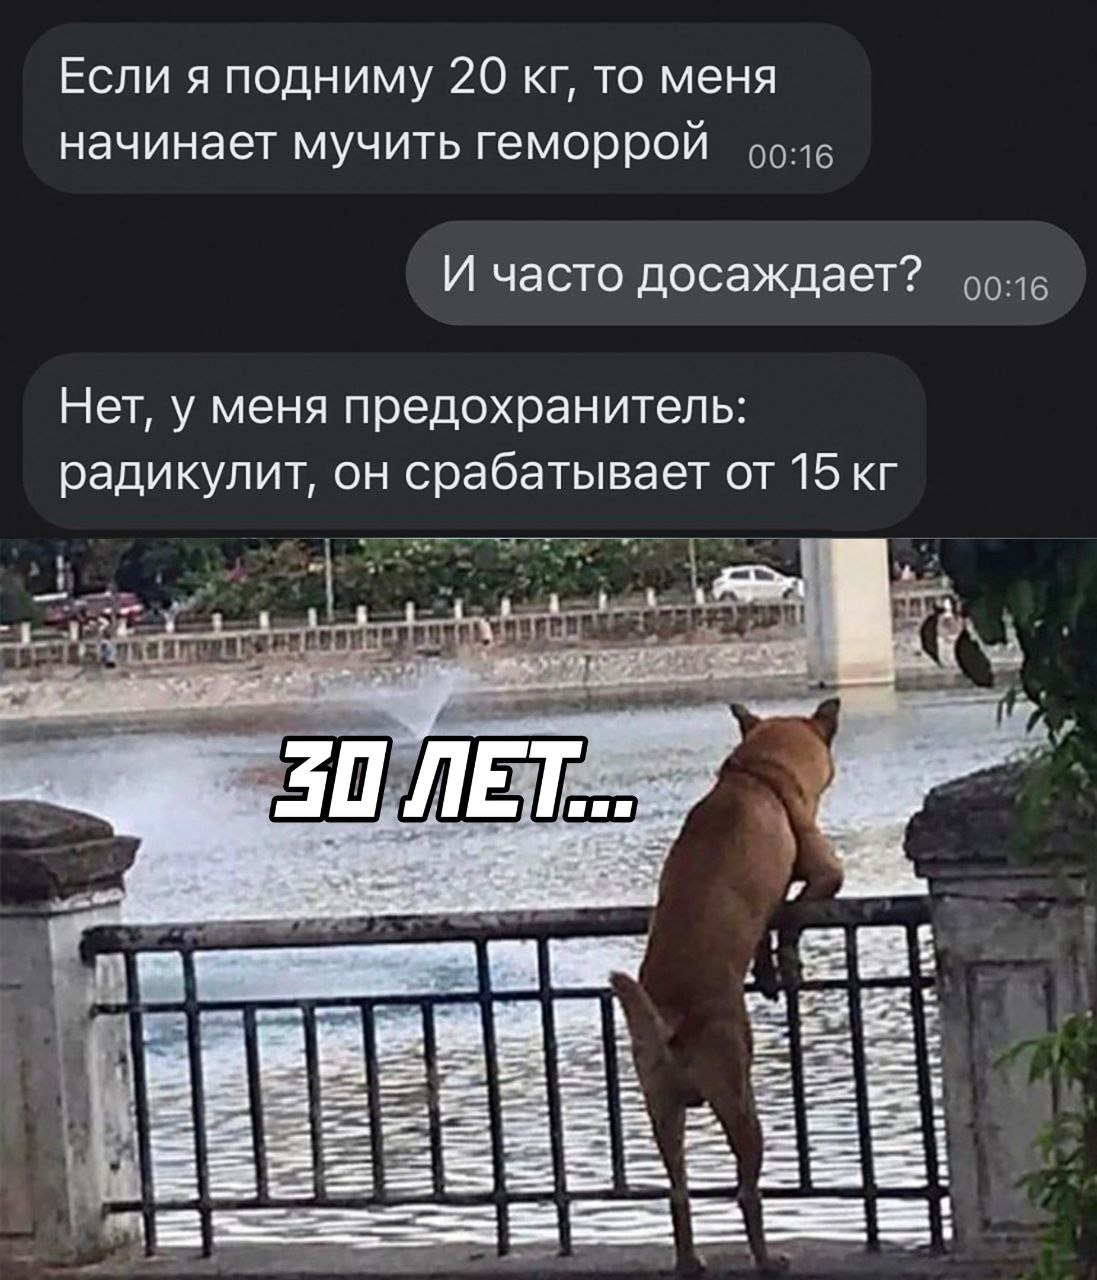 Если я подниму 20 кг, то меня
начинает мучить геморрой 00:16
И часто досаждает? 00:16
Нет, у меня предохранитель:
радикулит, он срабатывает от 15 кг
30 ЛЕТ...